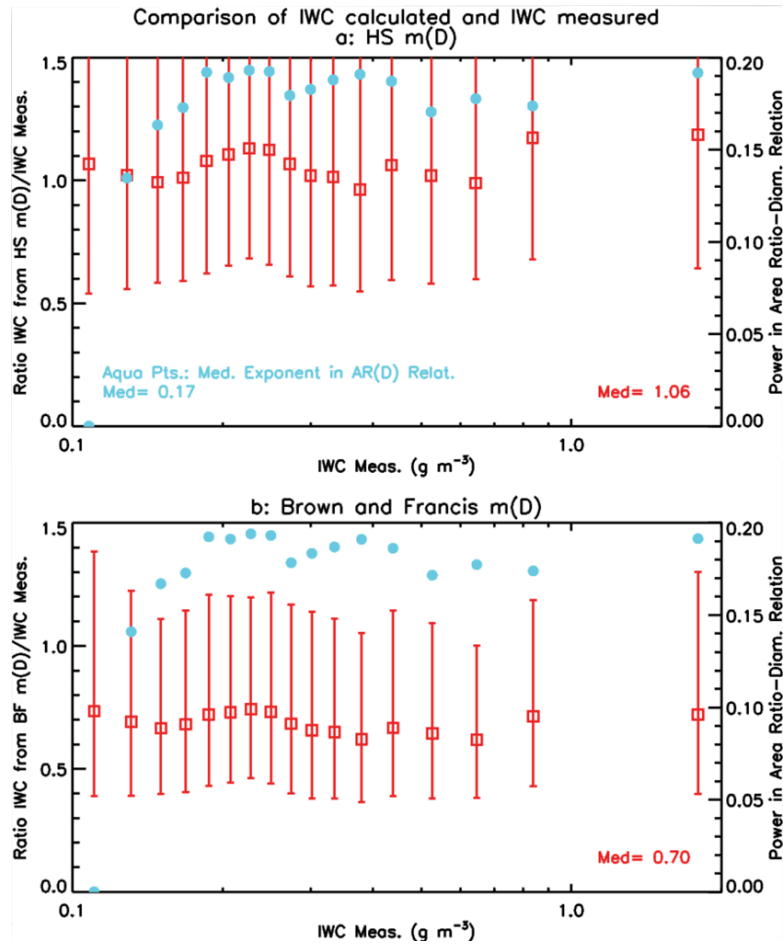 Comparison of IWC calculated and IWC measured
a: HS m(D)
Ratio IWC from HS m(D)/IWC Meas.
1.5
1.0
0.5
0.0
0.20
0.15
0.10
0.05
0.00
Power in Area Ratio-Diam. Relation
Aqua Pts.: Med. Exponent in AR(D) Relat.
Med= 0.17
Med= 1.06
0.1
1.0
IWC Meas. (g m⁻³)
b: Brown and Francis m(D)
Ratio IWC from BF m(D)/IWC Meas.
1.5
1.0
0.5
0.0
0.20
0.15
0.10
0.05
0.00
Power in Area Ratio-Diam. Relation
Med= 0.70
0.1
1.0
IWC Meas. (g m⁻³)